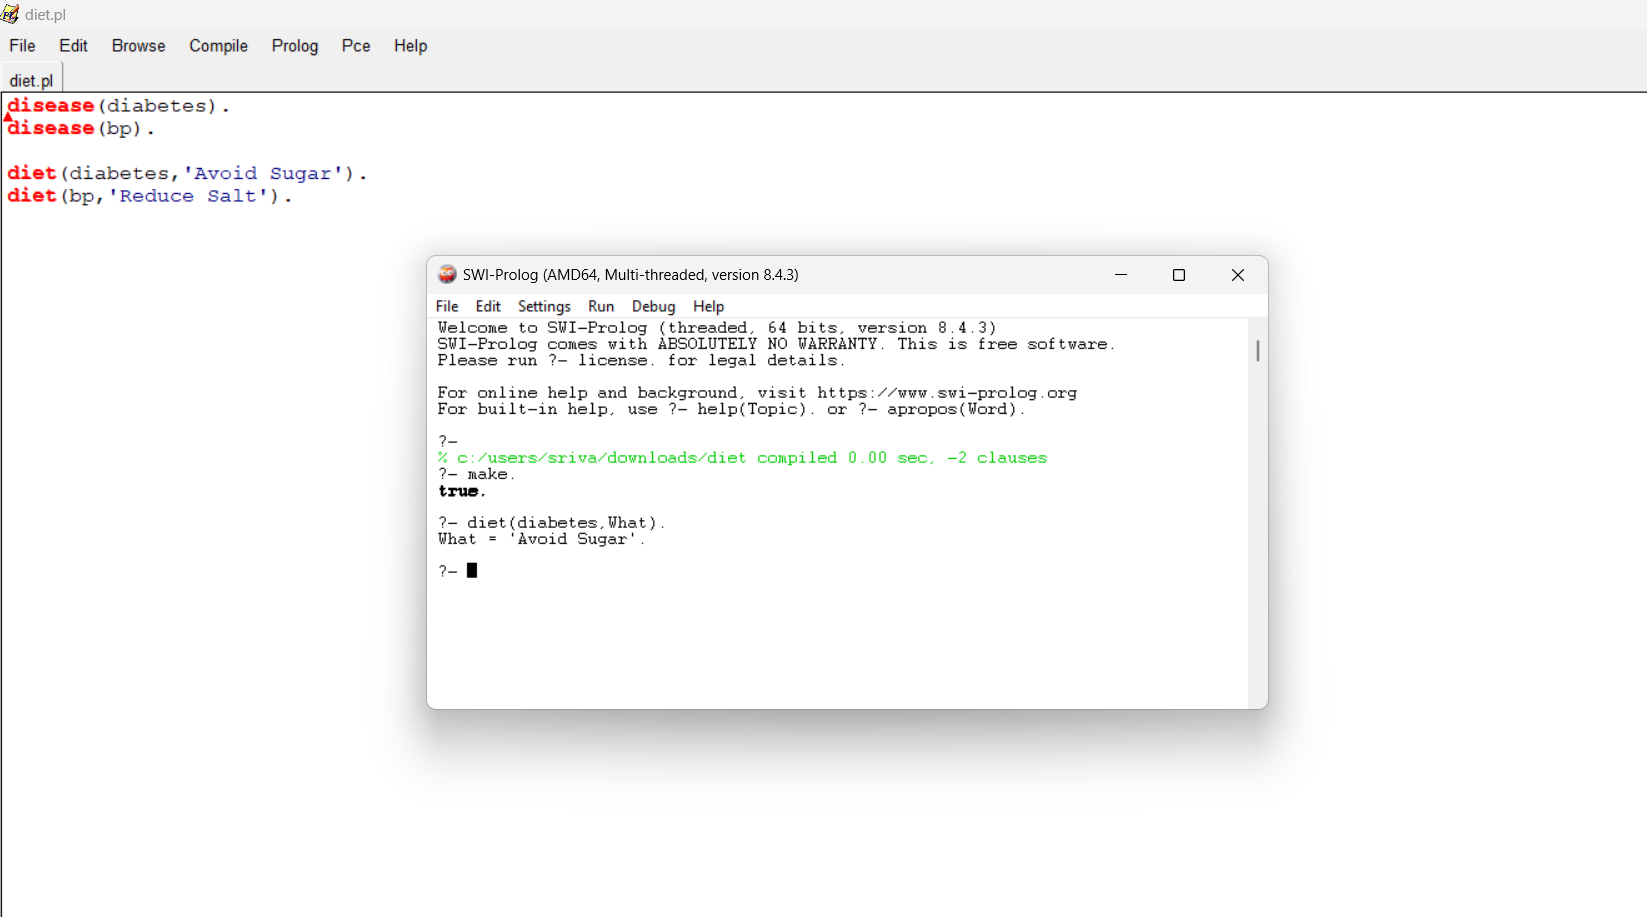 diet.pl
File Edit Browse Compile Prolog Pce Help
diet.pl
disease(diabetes).
disease(bp).
diet(diabetes,'Avoid Sugar').
diet(bp,'Reduce Salt').
SWI-Prolog (AMD64, Multi-threaded, version 8.4.3)
File Edit Settings Run Debug Help
Welcome to SWI-Prolog (threaded, 64 bits, version 8.4.3)
SWI-Prolog comes with ABSOLUTELY NO WARRANTY. This is free software.
Please run ?- license. for legal details.
For online help and background, visit https://www.swi-prolog.org
For built-in help, use ?- help(Topic). or ?- apropos(Word).
?-
% c:/users/sriva/downloads/diet compiled 0.00 sec, -2 clauses
?- make.
true.
?- diet(diabetes,What).
What = 'Avoid Sugar'.
?-